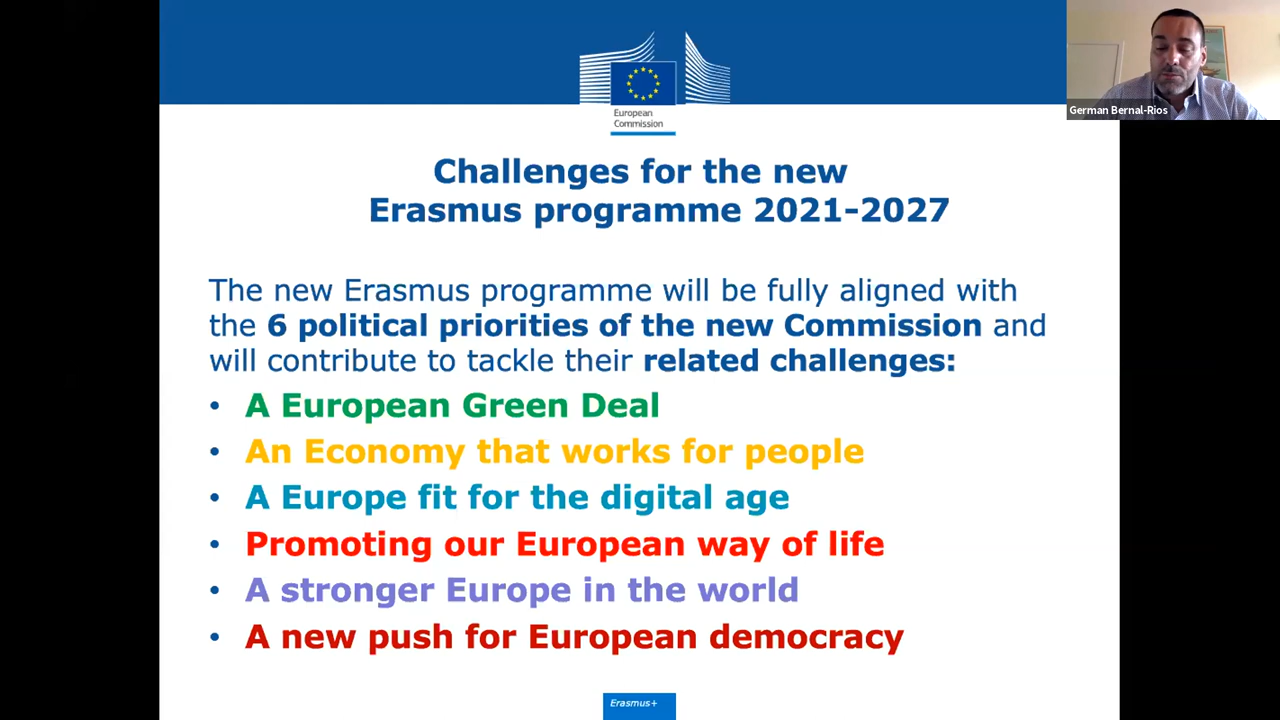 European
Commission
German Bernal-Rios
Challenges for the new
Erasmus programme 2021-2027
The new Erasmus programme will be fully aligned with
the 6 political priorities of the new Commission and
will contribute to tackle their related challenges:
• A European Green Deal
• An Economy that works for people
• A Europe fit for the digital age
• Promoting our European way of life
• A stronger Europe in the world
• A new push for European democracy
Erasmus+